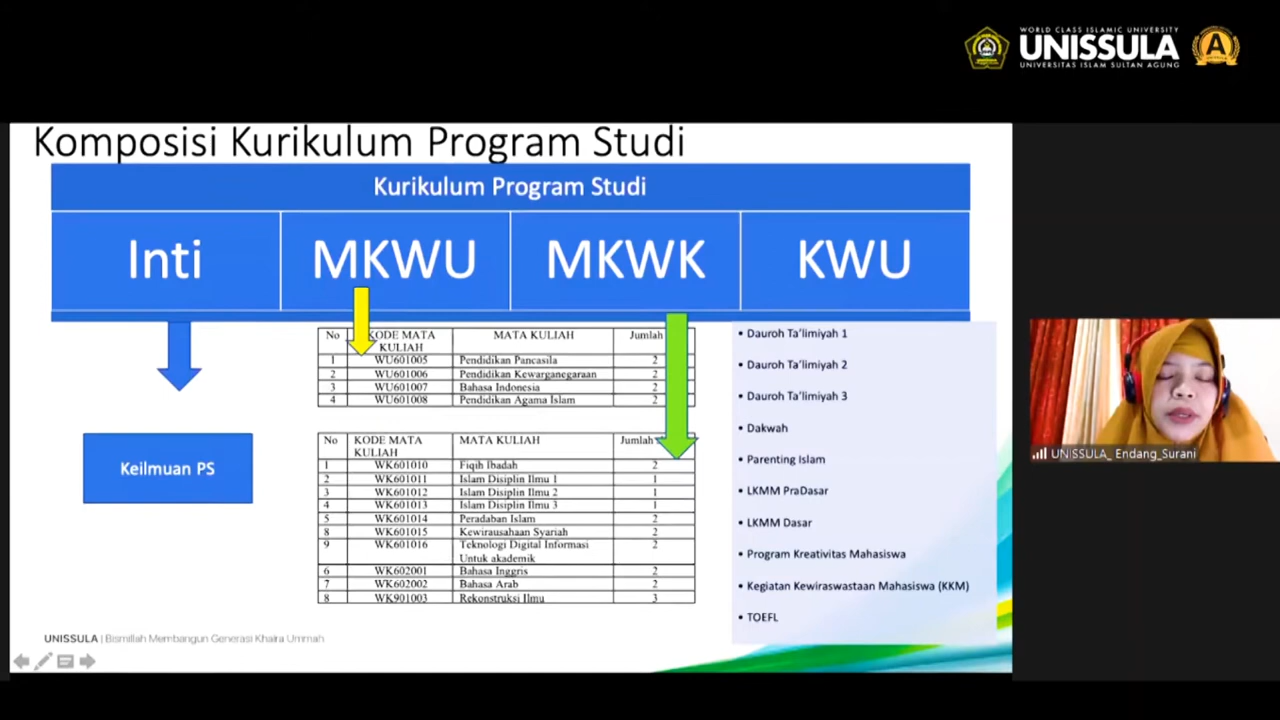 WORLD CLASS ISLAMIC UNIVERSITY
UNISSULA
UNIVERSITAS ISLAM SULTAN AGUNG
A
Komposisi Kurikulum Program Studi
Kurikulum Program Studi
Inti MKWU MKWK KWU
No KODE MATA KULIAH MATA KULIAH Jumlah
1 WU601005 Pendidikan Pancasila 2
2 WU601006 Pendidikan Kewarganegaraan 2
3 WU601007 Bahasa Indonesia 2
4 WU601008 Pendidikan Agama Islam 2
Keilmuan PS
No KODE MATA KULIAH MATA KULIAH Jumlah
1 WK601010 Fiqih Ibadah 2
2 WK601011 Islam Disiplin Ilmu 1 1
3 WK601012 Islam Disiplin Ilmu 2 1
4 WK601013 Islam Disiplin Ilmu 3 1
5 WK601014 Peradaban Islam 2
8 WK601015 Kewirausahaan Syariah 2
9 WK601016 Teknologi Digital Informasi Untuk akademik 2
6 WK602001 Bahasa Inggris 2
7 WK602002 Bahasa Arab 2
8 WK901003 Rekonstruksi Ilmu 3
• Dauroh Ta'limiyah 1
• Dauroh Ta'limiyah 2
• Dauroh Ta'limiyah 3
• Dakwah
• Parenting Islam
• LKMM PraDasar
• LKMM Dasar
• Program Kreativitas Mahasiswa
• Kegiatan Kewiraswastaan Mahasiswa (KKM)
• TOEFL
UNISSULA | Bismillah Membangun Generasi Khaira Ummah
UNISSULA_ Endang_Surani